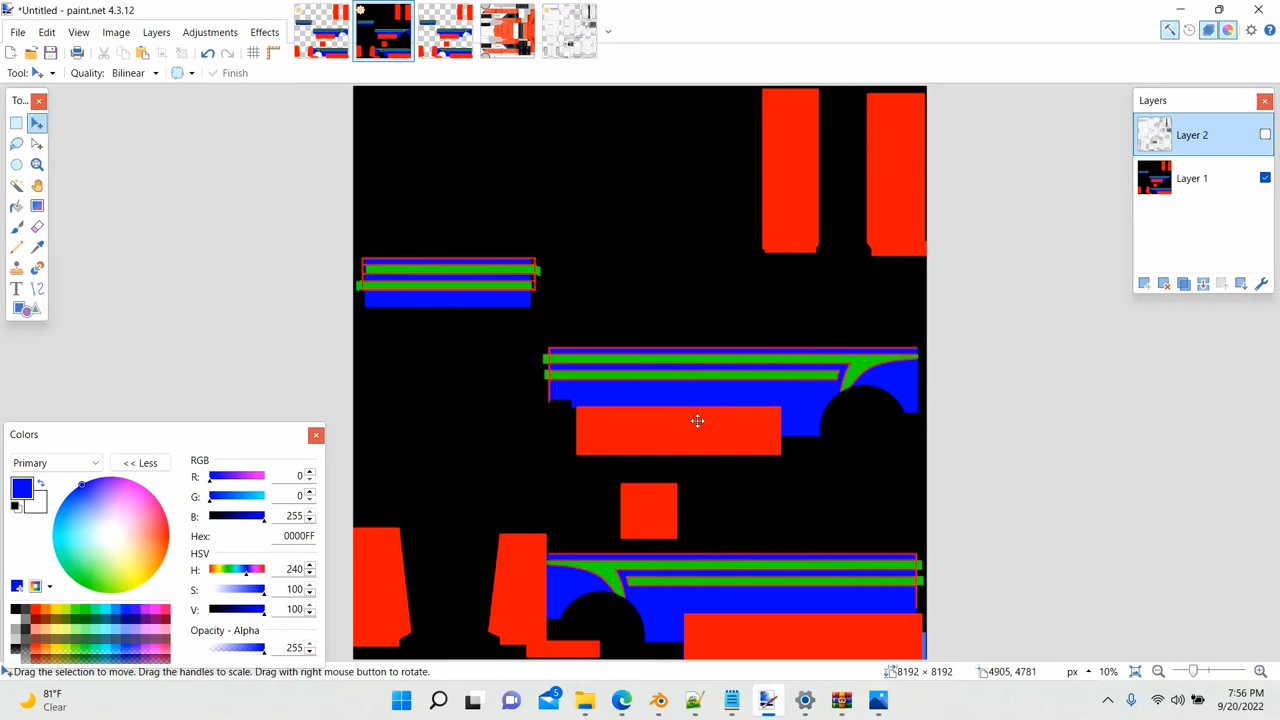 *Untitled - paint.net 4.3.12
File Edit View Image Layers Adjustments Effects
Tool: Quality: Bilinear Finish
To...
Layers
Layer 2
Layer 1
Colors
Primary << Less
RGB
R: 0
G: 0
B: 255
Hex: 0000FF
HSV
H: 240
S: 100
V: 100
Opacity - Alpha
255
Drag the selection to move. Drag the handles to scale. Drag with right mouse button to rotate.
8192 × 8192 4905, 4781 px 10%
81°F
Clear
5
7:56 PM
9/20/2022